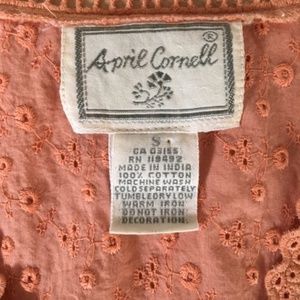 April Cornell ®
S
CA 03155
RN 119492
MADE IN INDIA
100% COTTON
MACHINE WASH
COLD SEPARATELY
TUMBLE DRY LOW
WARM IRON
DO NOT IRON
DECORATION.